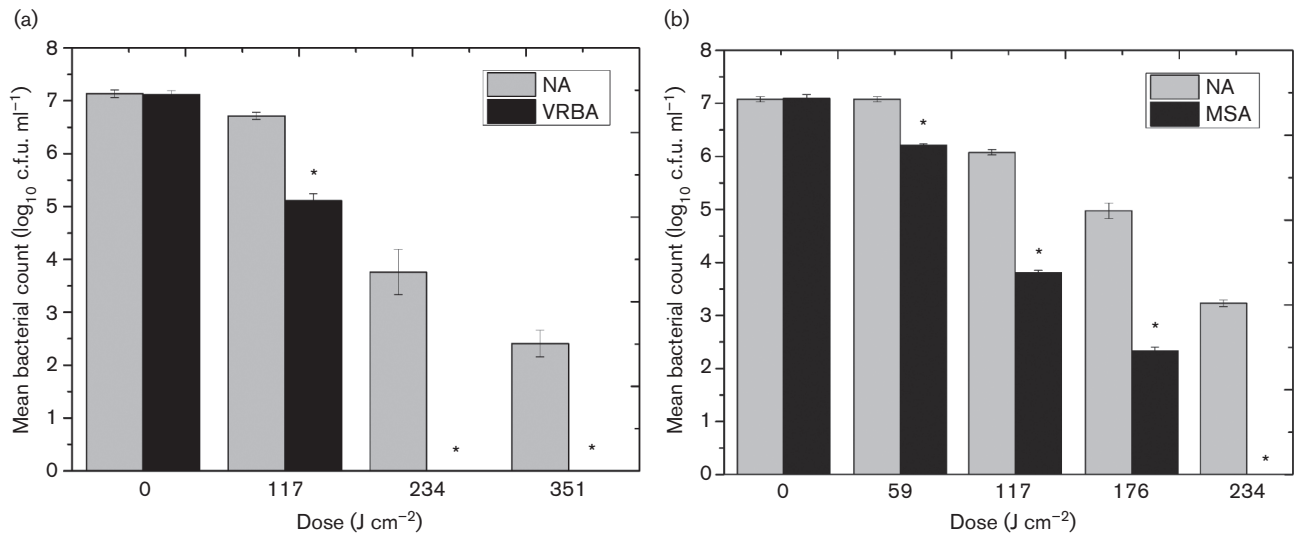 (a)
8
7
6
5
4
3
2
1
0
Mean bacterial count (log₁₀ c.f.u. ml⁻¹)
NA
VRBA
*
*
*
0 117 234 351
Dose (J cm⁻²)
(b)
8
7
6
5
4
3
2
1
0
Mean bacterial count (log₁₀ c.f.u. ml⁻¹)
NA
MSA
*
*
*
*
0 59 117 176 234
Dose (J cm⁻²)